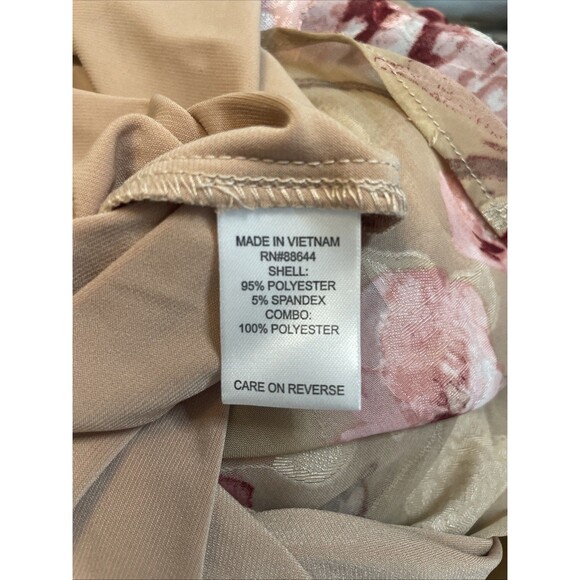 MADE IN VIETNAM
RN#88644
SHELL:
95% POLYESTER
5% SPANDEX
COMBO:
100% POLYESTER
CARE ON REVERSE